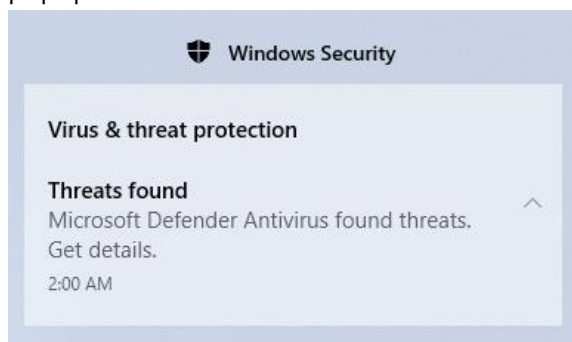 Windows Security
Virus & threat protection
Threats found
Microsoft Defender Antivirus found threats.
Get details.
2:00 AM